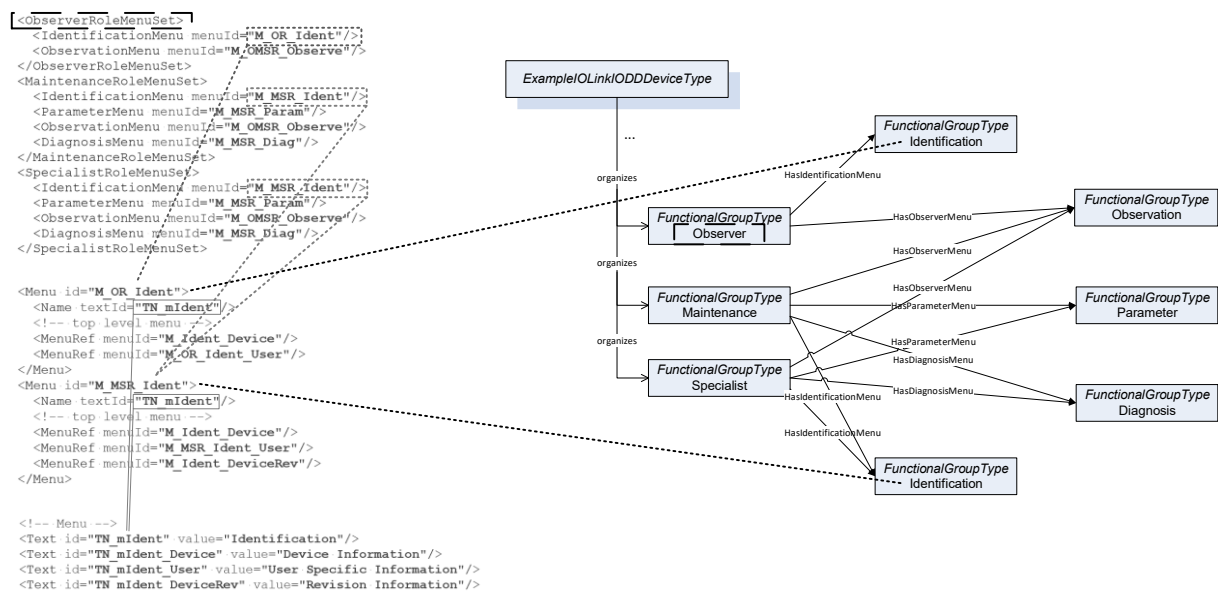 <ObserverRoleMenuSet>
<IdentificationMenu menuId="M_OR_Ident"/>
<ObservationMenu menuId="M_OMSR_Observe"/>
</ObserverRoleMenuSet>
<MaintenanceRoleMenuSet>
<IdentificationMenu menuId="M_MSR_Ident"/>
<ParameterMenu menuId="M_MSR_Param"/>
<ObservationMenu menuId="M_OMSR_Observe"/>
<DiagnosisMenu menuId="M_MSR_Diag"/>
</MaintenanceRoleMenuSet>
<SpecialistRoleMenuSet>
<IdentificationMenu menuId="M_MSR_Ident"/>
<ParameterMenu menuId="M_MSR_Param"/>
<ObservationMenu menuId="M_OMSR_Observe"/>
<DiagnosisMenu menuId="M_MSR_Diag"/>
</SpecialistRoleMenuSet>
<Menu id="M_OR_Ident">
<Name textId="TN_mIdent"/>
<!-- top level menu -->
<MenuRef menuId="M_Ident_Device"/>
<MenuRef menuId="M_OR_Ident_User"/>
</Menu>
<Menu id="M_MSR_Ident">
<Name textId="TN_mIdent"/>
<!-- top level menu -->
<MenuRef menuId="M_Ident_Device"/>
<MenuRef menuId="M_MSR_Ident_User"/>
<MenuRef menuId="M_Ident_DeviceRev"/>
</Menu>
<!-- Menu -->
<Text id="TN_mIdent" value="Identification"/>
<Text id="TN_mIdent_Device" value="Device Information"/>
<Text id="TN_mIdent_User" value="User Specific Information"/>
<Text id="TN_mIdent_DeviceRev" value="Revision Information"/>
ExampleIOLinkIODDDeviceType
...
organizes
FunctionalGroupType
Identification
HasIdentificationMenu
FunctionalGroupType
Observer
HasObserverMenu
FunctionalGroupType
Observation
HasObserverMenu
organizes
HasObserverMenu
FunctionalGroupType
Maintenance
HasParameterMenu
FunctionalGroupType
Parameter
organizes
HasParameterMenu
HasDiagnosisMenu
FunctionalGroupType
Specialist
HasDiagnosisMenu
HasIdentificationMenu
FunctionalGroupType
Diagnosis
HasIdentificationMenu
FunctionalGroupType
Identification